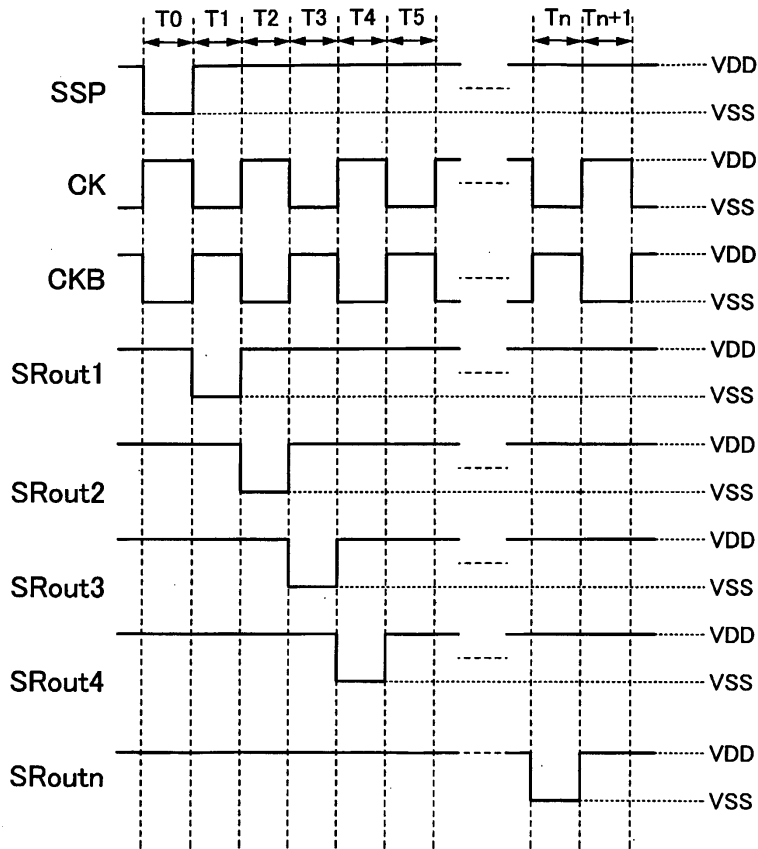 T0 T1 T2 T3 T4 T5 Tn Tn+1
SSP VDD
VSS
CK VDD
VSS
CKB VDD
VSS
SRout1 VDD
VSS
SRout2 VDD
VSS
SRout3 VDD
VSS
SRout4 VDD
VSS
SRoutn VDD
VSS